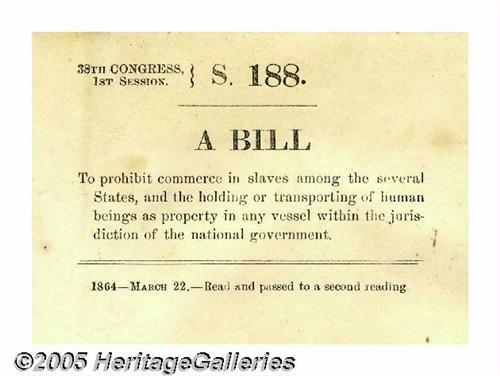 38TH CONGRESS,
1ST SESSION. } S. 188.
A BILL
To prohibit commerce in slaves among the several
States, and the holding or transporting of human
beings as property in any vessel within the juris-
diction of the national government.
1864—MARCH 22.—Read and passed to a second reading
©2005 HeritageGalleries